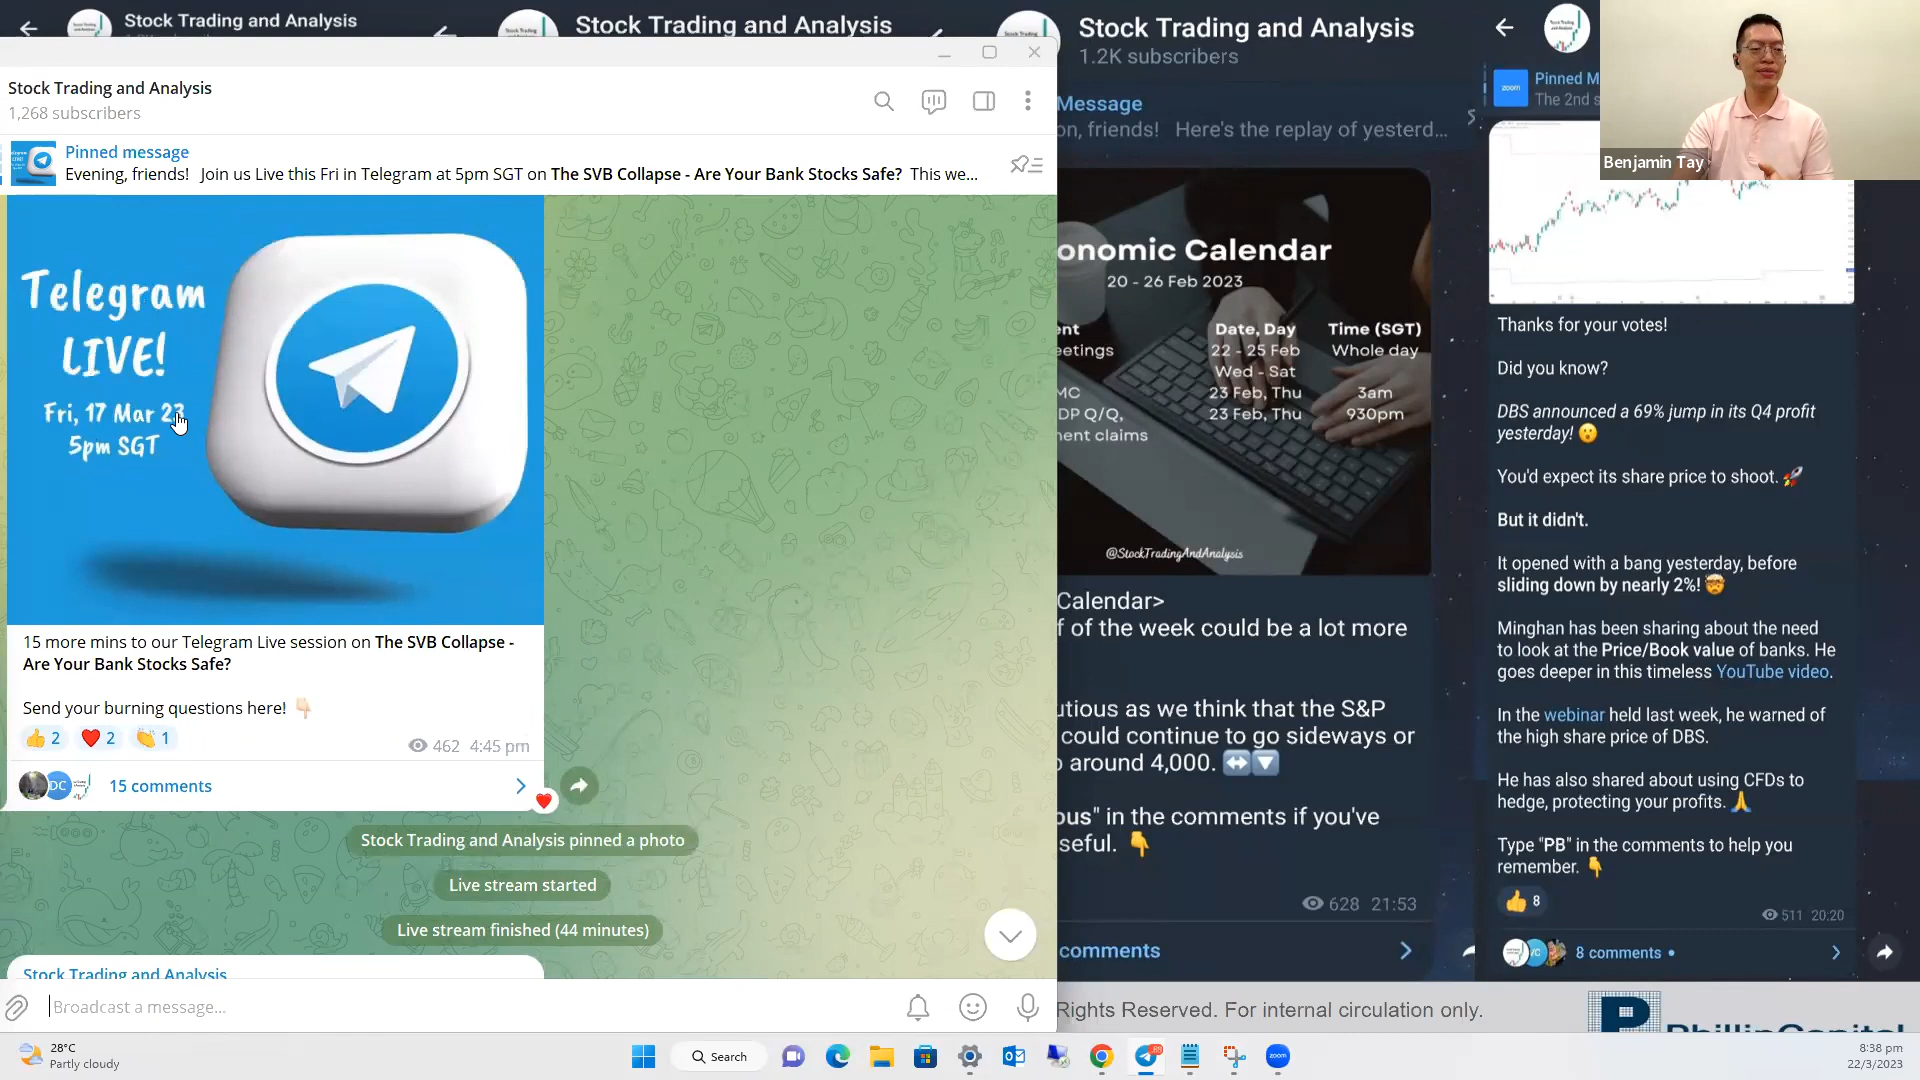 Stock Trading and Analysis
Stock Trading and Analysis
Stock Trading and Analysis
1.2K subscribers
Stock Trading and Analysis
1,268 subscribers
Pinned message
Evening, friends! Join us Live this Fri in Telegram at 5pm SGT on The SVB Collapse - Are Your Bank Stocks Safe? This we...
Telegram
LIVE!
Fri, 17 Mar 23
5pm SGT
15 more mins to our Telegram Live session on The SVB Collapse -
Are Your Bank Stocks Safe?
Send your burning questions here! 👇🏻
👍 2 ❤️ 2 👏 1
462 4:45 pm
DC
15 comments
Stock Trading and Analysis pinned a photo
Live stream started
Live stream finished (44 minutes)
Stock Trading and Analysis
Broadcast a message...
Message
on, friends! Here's the replay of yesterd...
onomic Calendar
20 - 26 Feb 2023
ent Date, Day Time (SGT)
eetings 22 - 25 Feb Whole day
Wed - Sat
MC 23 Feb, Thu 3am
DP Q/Q, 23 Feb, Thu 930pm
ent claims
@StockTradingAndAnalysis
Calendar>
f of the week could be a lot more
utious as we think that the S&P
could continue to go sideways or
o around 4,000. ↔️🔽
ous" in the comments if you've
seful. 👇
628 21:53
comments
zoom
Pinned M
The 2nd s
Benjamin Tay
Thanks for your votes!
Did you know?
DBS announced a 69% jump in its Q4 profit
yesterday! 😮
You'd expect its share price to shoot. 🚀
But it didn't.
It opened with a bang yesterday, before
sliding down by nearly 2%! 🤯
Minghan has been sharing about the need
to look at the Price/Book value of banks. He
goes deeper in this timeless YouTube video.
In the webinar held last week, he warned of
the high share price of DBS.
He has also shared about using CFDs to
hedge, protecting your profits. 🙏
Type "PB" in the comments to help you
remember. 👇
👍 8
511 20:20
8 comments
Rights Reserved. For internal circulation only.
PhillipCapital
28°C
Partly cloudy
Search
zoom
8:38 pm
22/3/2023